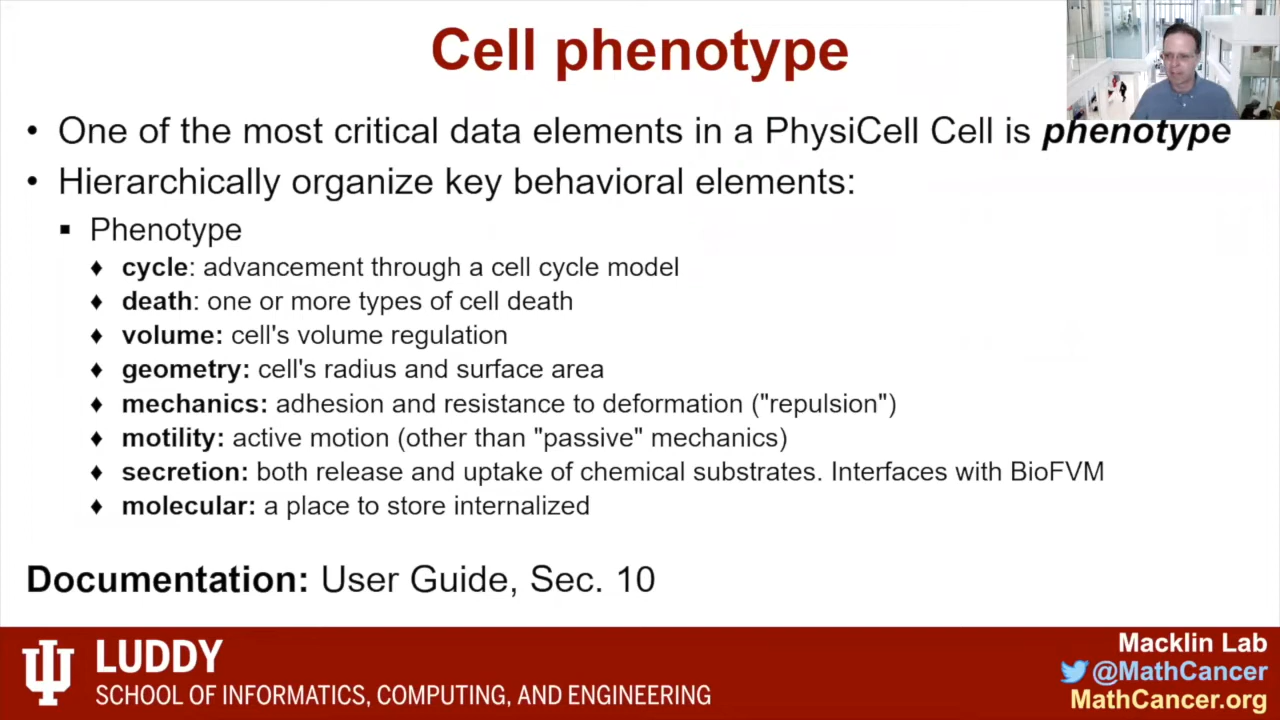 Cell phenotype
• One of the most critical data elements in a PhysiCell Cell is phenotype
• Hierarchically organize key behavioral elements:
▪ Phenotype
♦ cycle: advancement through a cell cycle model
♦ death: one or more types of cell death
♦ volume: cell's volume regulation
♦ geometry: cell's radius and surface area
♦ mechanics: adhesion and resistance to deformation ("repulsion")
♦ motility: active motion (other than "passive" mechanics)
♦ secretion: both release and uptake of chemical substrates. Interfaces with BioFVM
♦ molecular: a place to store internalized
Documentation: User Guide, Sec. 10
LUDDY
SCHOOL OF INFORMATICS, COMPUTING, AND ENGINEERING
Macklin Lab
@MathCancer
MathCancer.org